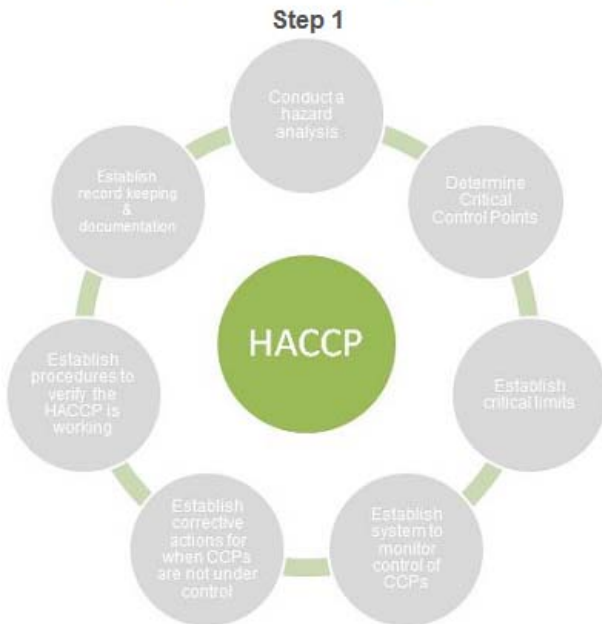 Step 1
Conduct a
hazard
analysis
Determine
Critical
Control Points
Establish
critical limits
Establish
system to
monitor
control of
CCPs
Establish
corrective
actions for
when CCPs
are not under
control
Establish
procedures to
verify the
HACCP is
working
Establish
record keeping
&
documentation
HACCP